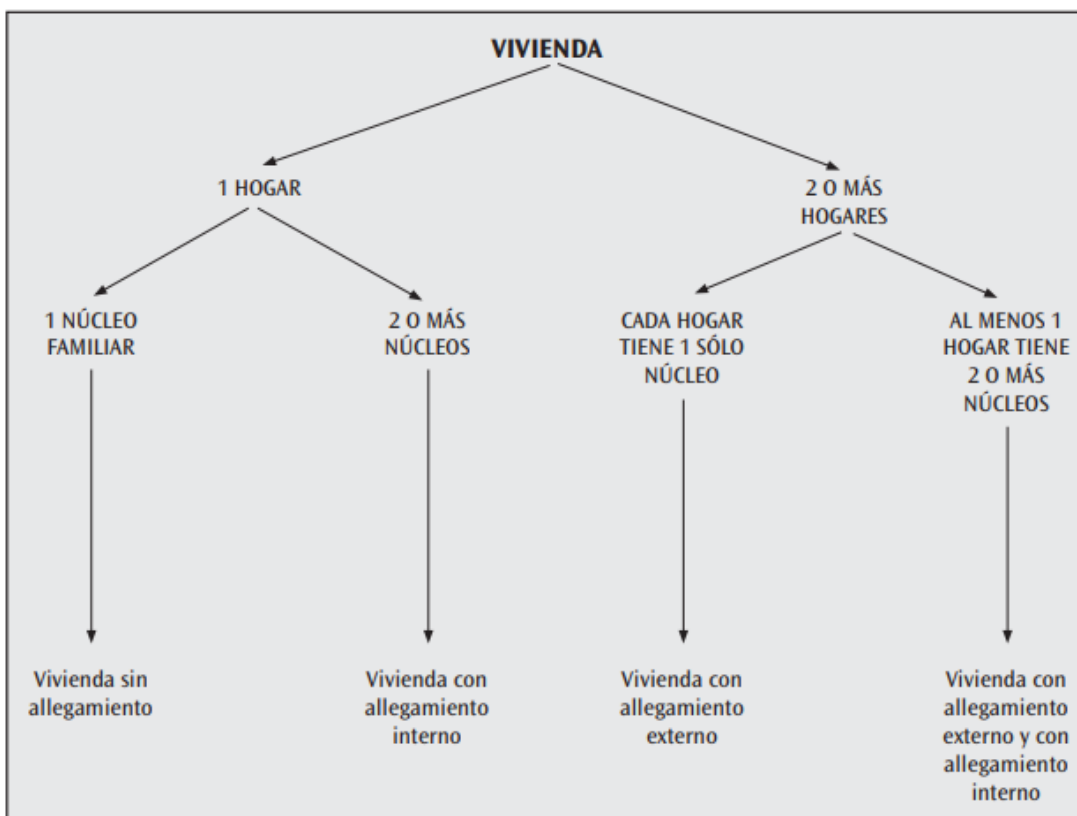 VIVIENDA
1 HOGAR
2 O MÁS
HOGARES
1 NÚCLEO
FAMILIAR
2 O MÁS
NÚCLEOS
CADA HOGAR
TIENE 1 SÓLO
NÚCLEO
AL MENOS 1
HOGAR TIENE
2 O MÁS
NÚCLEOS
Vivienda sin
allegamiento
Vivienda con
allegamiento
interno
Vivienda con
allegamiento
externo
Vivienda con
allegamiento
externo y con
allegamiento
interno